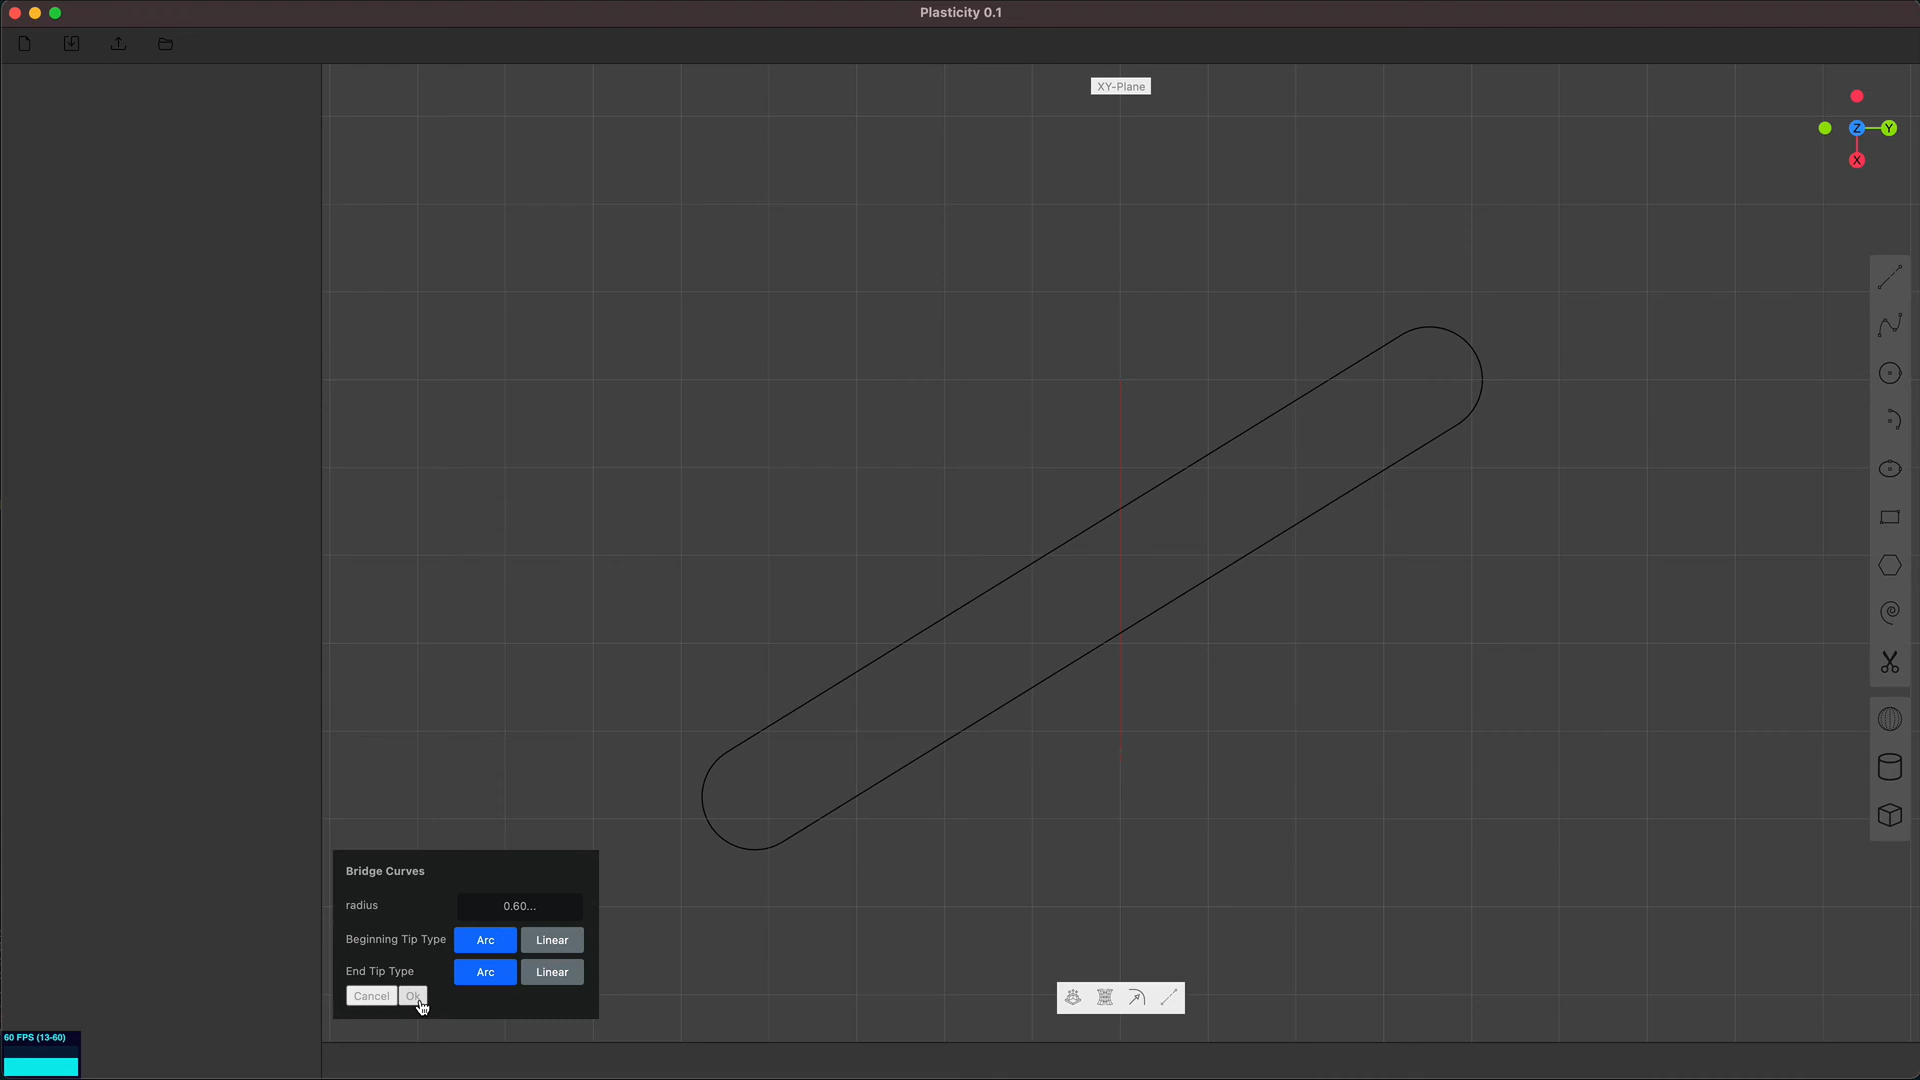 Plasticity 0.1
XY-Plane
Z
Y
X
Bridge Curves
radius
0.60...
Beginning Tip Type
Arc
Linear
End Tip Type
Arc
Linear
Cancel
Ok
60 FPS (13-60)